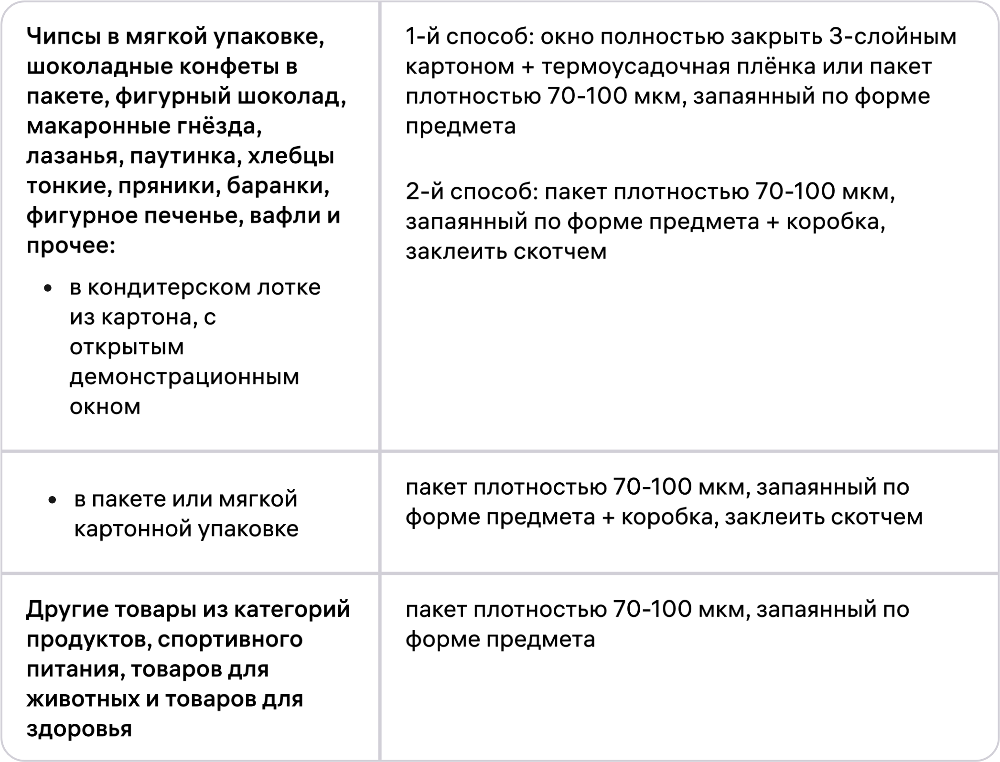 Чипсы в мягкой упаковке,
шоколадные конфеты в
пакете, фигурный шоколад,
макаронные гнёзда,
лазанья, паутинка, хлебцы
тонкие, пряники, баранки,
фигурное печенье, вафли и
прочее:
• в кондитерском лотке
из картона, с
открытым
демонстрационным
окном
1-й способ: окно полностью закрыть 3-слойным
картоном + термоусадочная плёнка или пакет
плотностью 70-100 мкм, запаянный по форме
предмета
2-й способ: пакет плотностью 70-100 мкм,
запаянный по форме предмета + коробка,
заклеить скотчем
• в пакете или мягкой
картонной упаковке
пакет плотностью 70-100 мкм, запаянный по
форме предмета + коробка, заклеить скотчем
Другие товары из категорий
продуктов, спортивного
питания, товаров для
животных и товаров для
здоровья
пакет плотностью 70-100 мкм, запаянный по
форме предмета